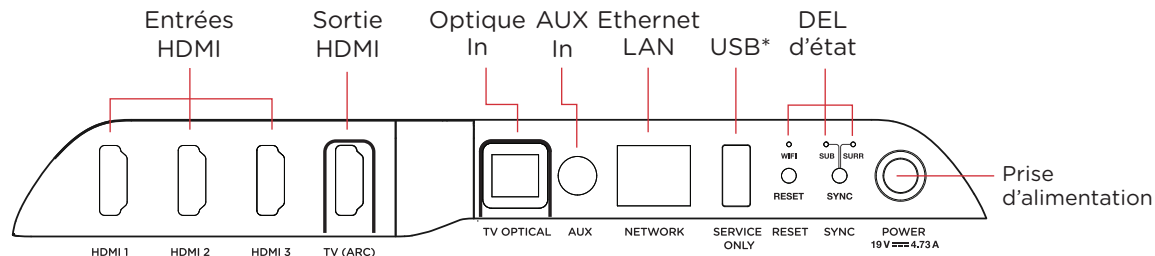 Entrées
HDMI
Sortie
HDMI
Optique
In
AUX
In
Ethernet
LAN
USB*
DEL
d'état
WIFI
SUB
SURR
RESET
SYNC
Prise
d'alimentation
HDMI 1
HDMI 2
HDMI 3
TV (ARC)
TV OPTICAL
AUX
NETWORK
SERVICE
ONLY
RESET
SYNC
POWER
19V ⎓ 4.73A